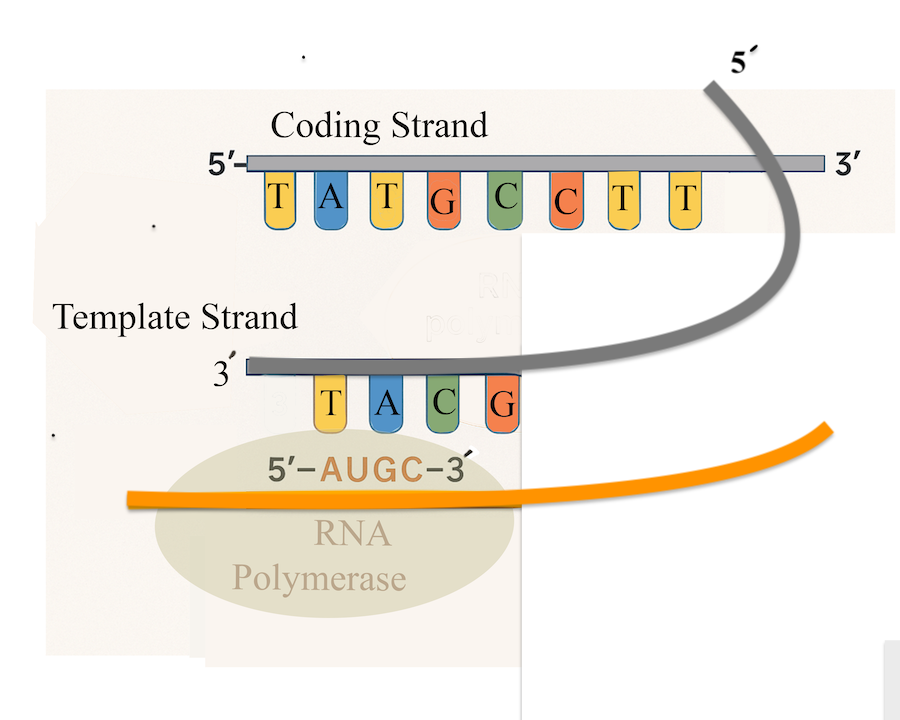 5´
Coding Strand
5′– 3′
T A T G C C T T
Template Strand
3´
T A C G
5′–AUGC–3´
RNA
Polymerase